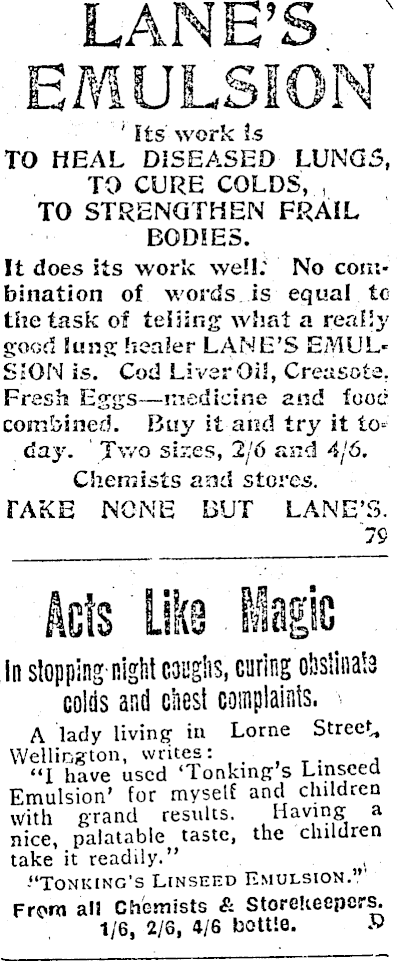 LANE'S
EMULSION
Its work is
TO HEAL DISEASED LUNGS,
TO CURE COLDS,
TO STRENGTHEN FRAIL
BODIES.
It does its work well. No com-
bination of words is equal to
the task of telling what a really
good lung healer LANE'S EMUL-
SION is. Cod Liver Oil, Creasote,
Fresh Eggs—medicine and food
combined. Buy it and try it to-
day. Two sizes, 2/6 and 4/6.
Chemists and stores.
TAKE NONE BUT LANE'S.
79
Acts Like Magic
In stopping night coughs, curing obstinate
colds and chest complaints.
A lady living in Lorne Street,
Wellington, writes:
"I have used 'Tonking's Linseed
Emulsion' for myself and children
with grand results. Having a
nice, palatable taste, the children
take it readily."
"TONKING'S LINSEED EMULSION."
From all Chemists & Storekeepers.
1/6, 2/6, 4/6 bottle. D